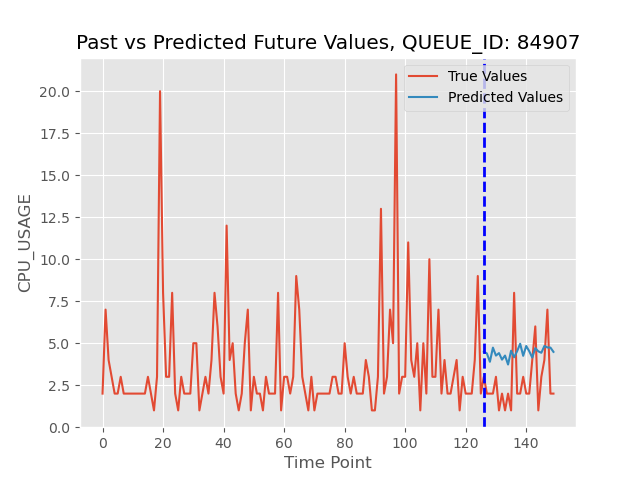 Past vs Predicted Future Values, QUEUE_ID: 84907
True Values
Predicted Values
CPU_USAGE
20.0
17.5
15.0
12.5
10.0
7.5
5.0
2.5
0.0
0 20 40 60 80 100 120 140
Time Point